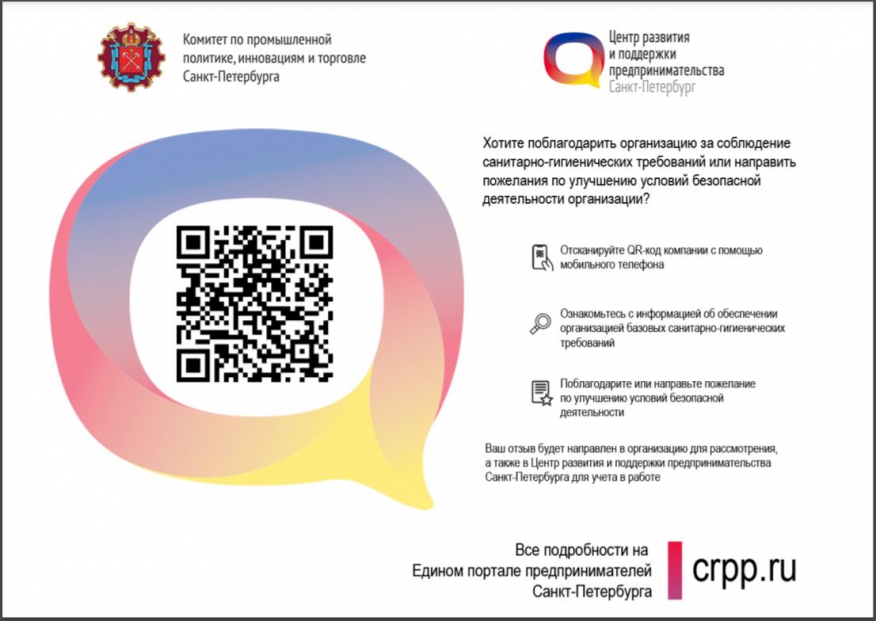 Комитет по промышленной
политике, инновациям и торговле
Санкт-Петербурга
Центр развития
и поддержки
предпринимательства
Санкт-Петербург
Хотите поблагодарить организацию за соблюдение
санитарно-гигиенических требований или направить
пожелания по улучшению условий безопасной
деятельности организации?
Отсканируйте QR-код компании с помощью
мобильного телефона
Ознакомьтесь с информацией об обеспечении
организацией базовых санитарно-гигиенических
требований
Поблагодарите или направьте пожелание
по улучшению условий безопасной
деятельности
Ваш отзыв будет направлен в организацию для рассмотрения,
а также в Центр развития и поддержки предпринимательства
Санкт-Петербурга для учета в работе
Все подробности на
Едином портале предпринимателей
Санкт-Петербурга
crpp.ru